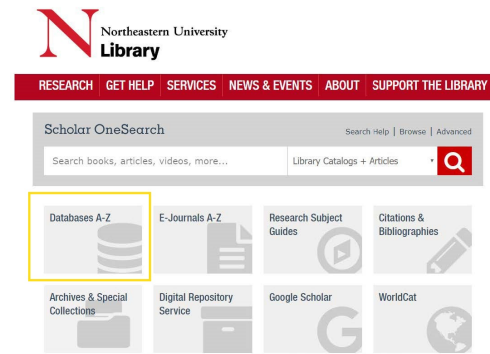 Northeastern University
Library
RESEARCH GET HELP SERVICES NEWS & EVENTS ABOUT SUPPORT THE LIBRARY
Scholar OneSearch
Search Help | Browse | Advanced
Search books, articles, videos, more...
Library Catalogs + Articles
Databases A-Z
E-Journals A-Z
Research Subject
Guides
Citations &
Bibliographies
Archives & Special
Collections
Digital Repository
Service
Google Scholar
WorldCat